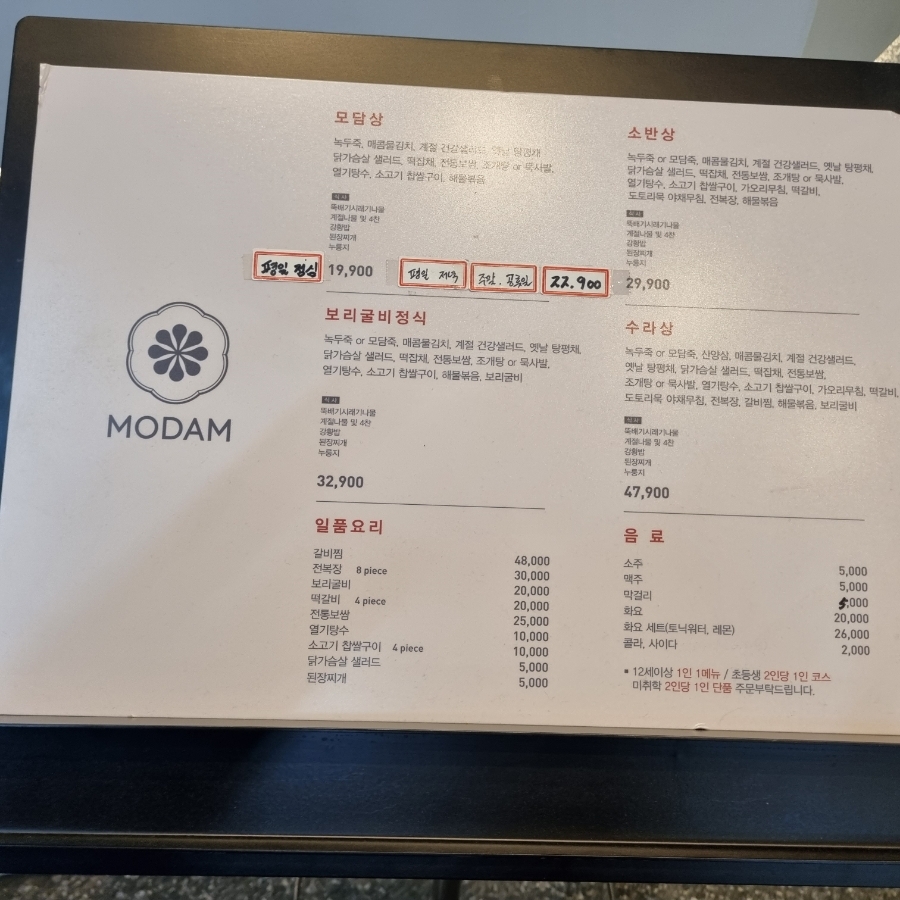 MODAM
모담상
녹두죽, 매콤물김치, 계절 건강샐러드, 옛날 탕평채
닭가슴살 샐러드, 떡잡채, 전통보쌈, 조개탕 or 묵사발,
열기탕수, 소고기 찹쌀구이, 해물볶음
식사
뚝배기시래기나물
계절나물 및 4찬
강황밥
된장찌개
누룽지
평일 점심 19,900 평일 저녁 주말. 공휴일 22.900
보리굴비정식
녹두죽 or 모담죽, 매콤물김치, 계절 건강샐러드, 옛날 탕평채,
닭가슴살 샐러드, 떡잡채, 전통보쌈, 조개탕 or 묵사발,
열기탕수, 소고기 찹쌀구이, 해물볶음, 보리굴비
식사
뚝배기시래기나물
계절나물 및 4찬
강황밥
된장찌개
누룽지
32,900
일품요리
갈비찜 48,000
전복장 8 piece 30,000
보리굴비 20,000
떡갈비 4 piece 20,000
전통보쌈 25,000
열기탕수 10,000
소고기 찹쌀구이 4 piece 10,000
닭가슴살 샐러드 5,000
된장찌개 5,000
소반상
녹두죽 or 모담죽, 매콤물김치, 계절 건강샐러드, 옛날 탕평채,
닭가슴살 샐러드, 떡잡채, 전통보쌈, 조개탕 or 묵사발,
열기탕수, 소고기 찹쌀구이, 가오리무침, 떡갈비,
도토리묵 야채무침, 전복장, 해물볶음
식사
뚝배기시래기나물
계절나물 및 4찬
강황밥
된장찌개
누룽지
29,900
수라상
녹두죽 or 모담죽, 산양삼, 매콤물김치, 계절 건강샐러드,
옛날 탕평채, 닭가슴살 샐러드, 떡잡채, 전통보쌈,
조개탕 or 묵사발, 열기탕수, 소고기 찹쌀구이, 가오리무침, 떡갈비,
도토리묵 야채무침, 전복장, 갈비찜, 해물볶음, 보리굴비
식사
뚝배기시래기나물
계절나물 및 4찬
강황밥
된장찌개
누룽지
47,900
음 료
소주 5,000
맥주 5,000
막걸리 5,000
화요 20,000
화요 세트(토닉워터, 레몬) 26,000
콜라, 사이다 2,000
▪ 12세이상 1인 1메뉴 / 초등생 2인당 1인 코스
미취학 2인당 1인 단품 주문부탁드립니다.